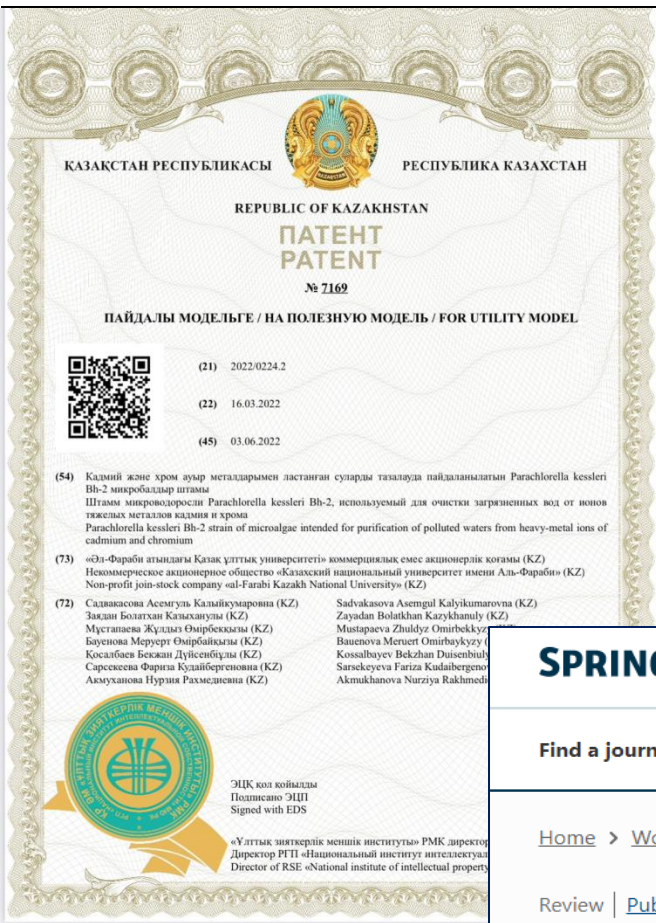 ҚАЗАҚСТАН РЕСПУБЛИКАСЫ
РЕСПУБЛИКА КАЗАХСТАН
REPUBLIC OF KAZAKHSTAN
ПАТЕНТ
PATENT
№ 7169
ПАЙДАЛЫ МОДЕЛЬГЕ / НА ПОЛЕЗНУЮ МОДЕЛЬ / FOR UTILITY MODEL
(21) 2022/0224.2
(22) 16.03.2022
(45) 03.06.2022
(54) Кадмий және хром ауыр металдарымен ластанған суларды тазалауда пайдаланылатын Parachlorella kessleri
Bh-2 микробалдыр штамы
Штамм микроводоросли Parachlorella kessleri Bh-2, используемый для очистки загрязненных вод от ионов
тяжелых металлов кадмия и хрома
Parachlorella kessleri Bh-2 strain of microalgae intended for purification of polluted waters from heavy-metal ions of
cadmium and chromium
(73) «Әл-Фараби атындағы Қазақ ұлттық университеті» коммерциялық емес акционерлік қоғамы (KZ)
Некоммерческое акционерное общество «Казахский национальный университет имени Аль-Фараби» (KZ)
Non-profit join-stock company «al-Farabi Kazakh National University» (KZ)
(72) Садвакасова Асемгуль Калыйкумаровна (KZ)
Заядан Болатхан Казыханулы (KZ)
Мұстапаева Жұлдыз Өмірбекқызы (KZ)
Бауенова Меруерт Өмірбайқызы (KZ)
Қосалбаев Бекжан Дүйсенбіұлы (KZ)
Сарсекеева Фариза Кудайбергеновна (KZ)
Акмуханова Нурзия Рахмедиевна (KZ)
Sadvakasova Asemgul Kalyikumarovna (KZ)
Zayadan Bolatkhan Kazykhanuly (KZ)
Mustapaeva Zhuldyz Omirbekkyzy
Bauenova Meruert Omirbaykyzy (
Kossalbayev Bekzhan Duisenbiuly
Sarsekeyeva Fariza Kudaibergeno
Akmukhanova Nurziya Rakhmedi
ЭЦҚ қол қойылды
Подписано ЭЦП
Signed with EDS
«Ұлттық зияткерлік меншік институты» РМК директор
Директор РГП «Национальный институт интеллектуал
Director of RSE «National institute of intellectual property
SPRING
Find a journ
Home > Wo
Review | Pub